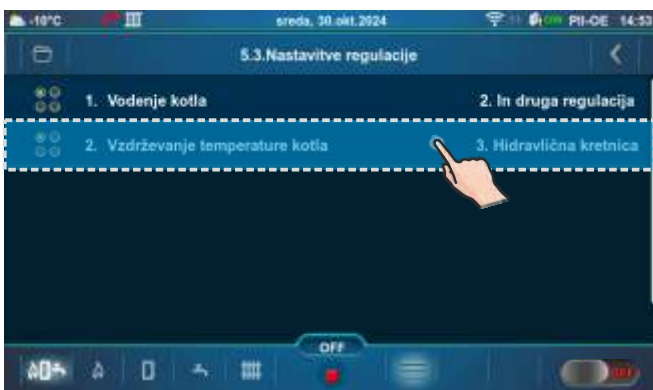 -10°C sreda, 30.okt.2024 PII-OE 14:53
5.3.Nastavitve regulacije
1. Vodenje kotla 2. In druga regulacija
2. Vzdrževanje temperature kotla 3. Hidravlična kretnica
OFF
OFF